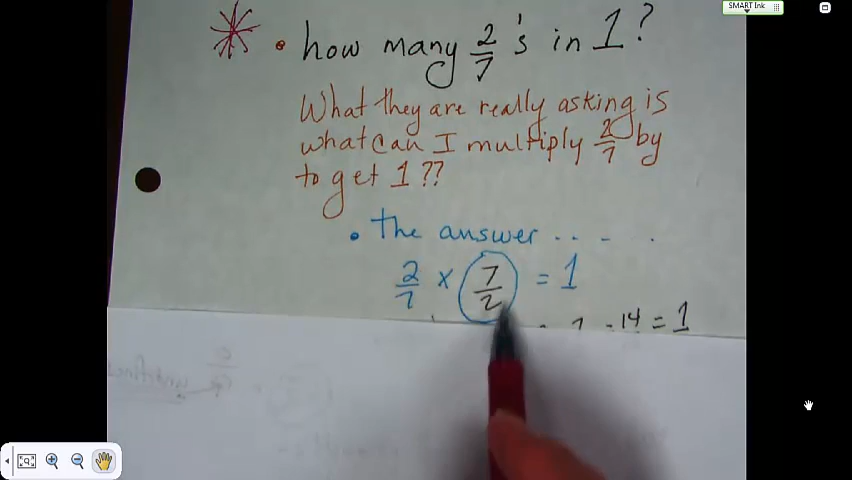 SMART Ink
how many 2/7's in 1?
What they are really asking is
what can I multiply 2/7 by
to get 1??
The answer ....
2/7 x 7/2 = 1
14 = 1